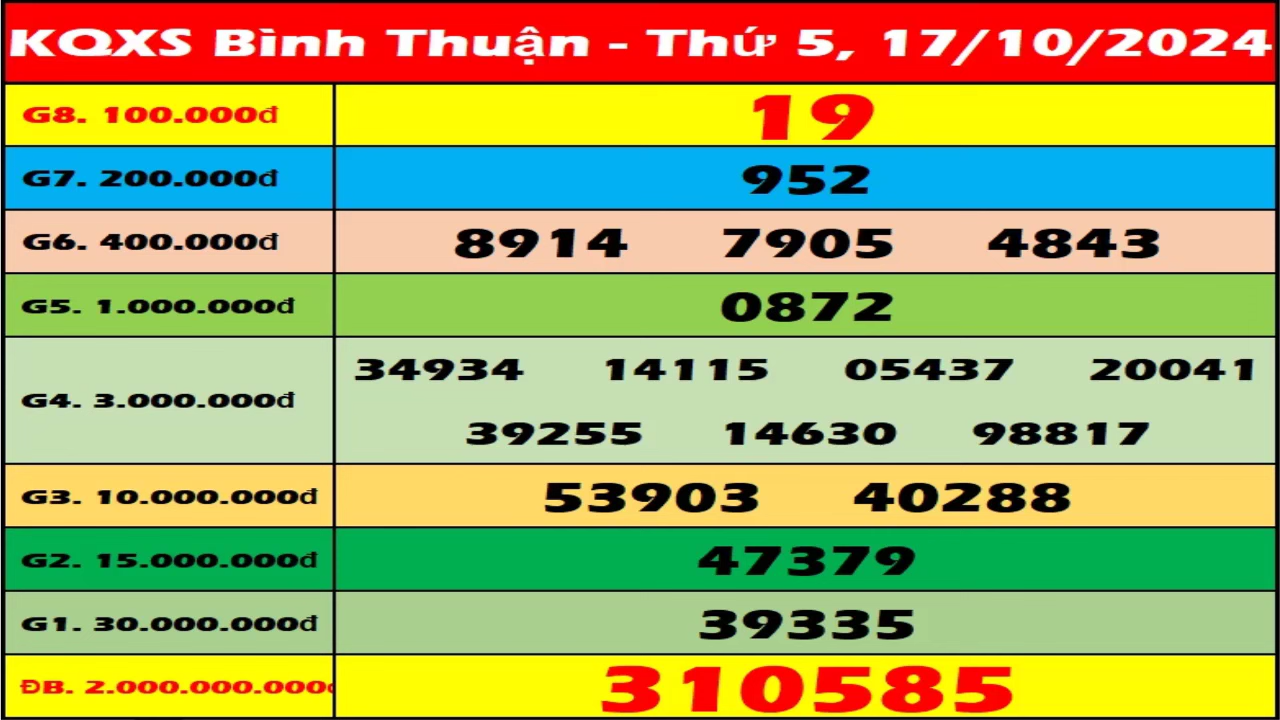 KQXS Bình Thuận - Thứ 5, 17/10/2024
G8. 100.000đ 19
G7. 200.000đ 952
G6. 400.000đ 8914 7905 4843
G5. 1.000.000đ 0872
G4. 3.000.000đ 34934 14115 05437 20041
39255 14630 98817
G3. 10.000.000đ 53903 40288
G2. 15.000.000đ 47379
G1. 30.000.000đ 39335
ĐB. 2.000.000.000đ 310585